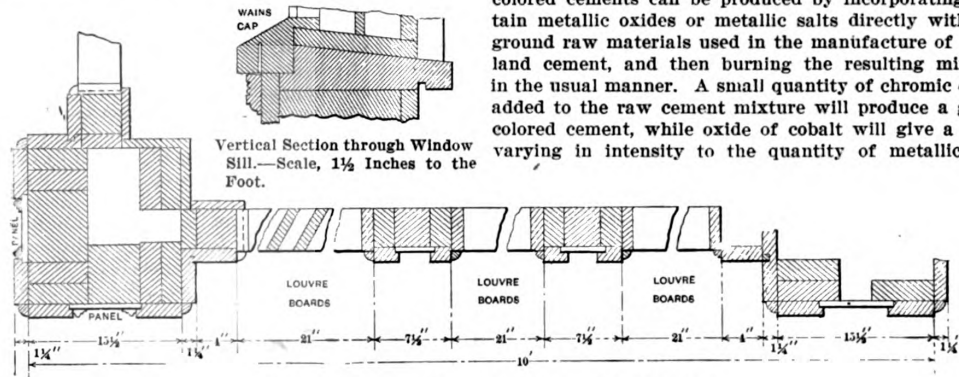 colored cements can be produced by incorporating
tain metallic oxides or metallic salts directly with
ground raw materials used in the manufacture of
land cement, and then burning the resulting
in the usual manner. A small quantity of chromic
added to the raw cement mixture will produce a
colored cement, while oxide of cobalt will give a
varying in intensity to the quantity of metallic
WAINS
CAP
Vertical Section through Window
Sill.—Scale, 1½ Inches to the
Foot.
PANEL
PANEL
LOUVRE
BOARDS
LOUVRE
BOARDS
LOUVRE
BOARDS
1¼" 15½" 1¼" 4" 21" 7½" 21" 7½" 21" 4" 1¼" 15½" 1¼"
10'